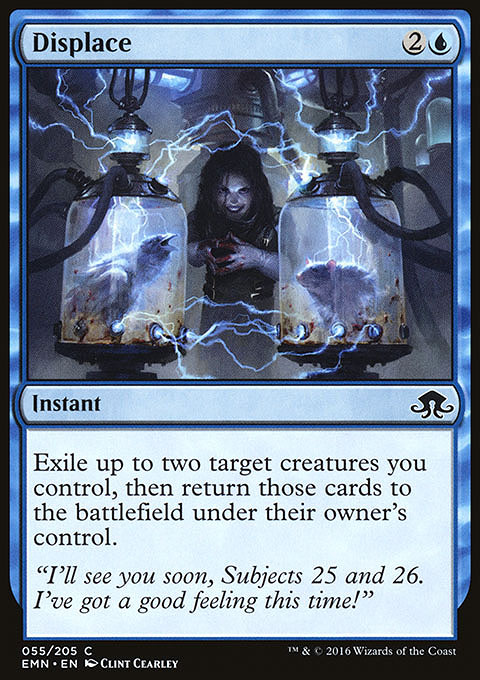 Displace 2
Instant
Exile up to two target creatures you
control, then return those cards to
the battlefield under their owner's
control.
“I'll see you soon, Subjects 25 and 26.
I've got a good feeling this time!”
055/205 C
EMN • EN Clint Cearley
™ & © 2016 Wizards of the Coast